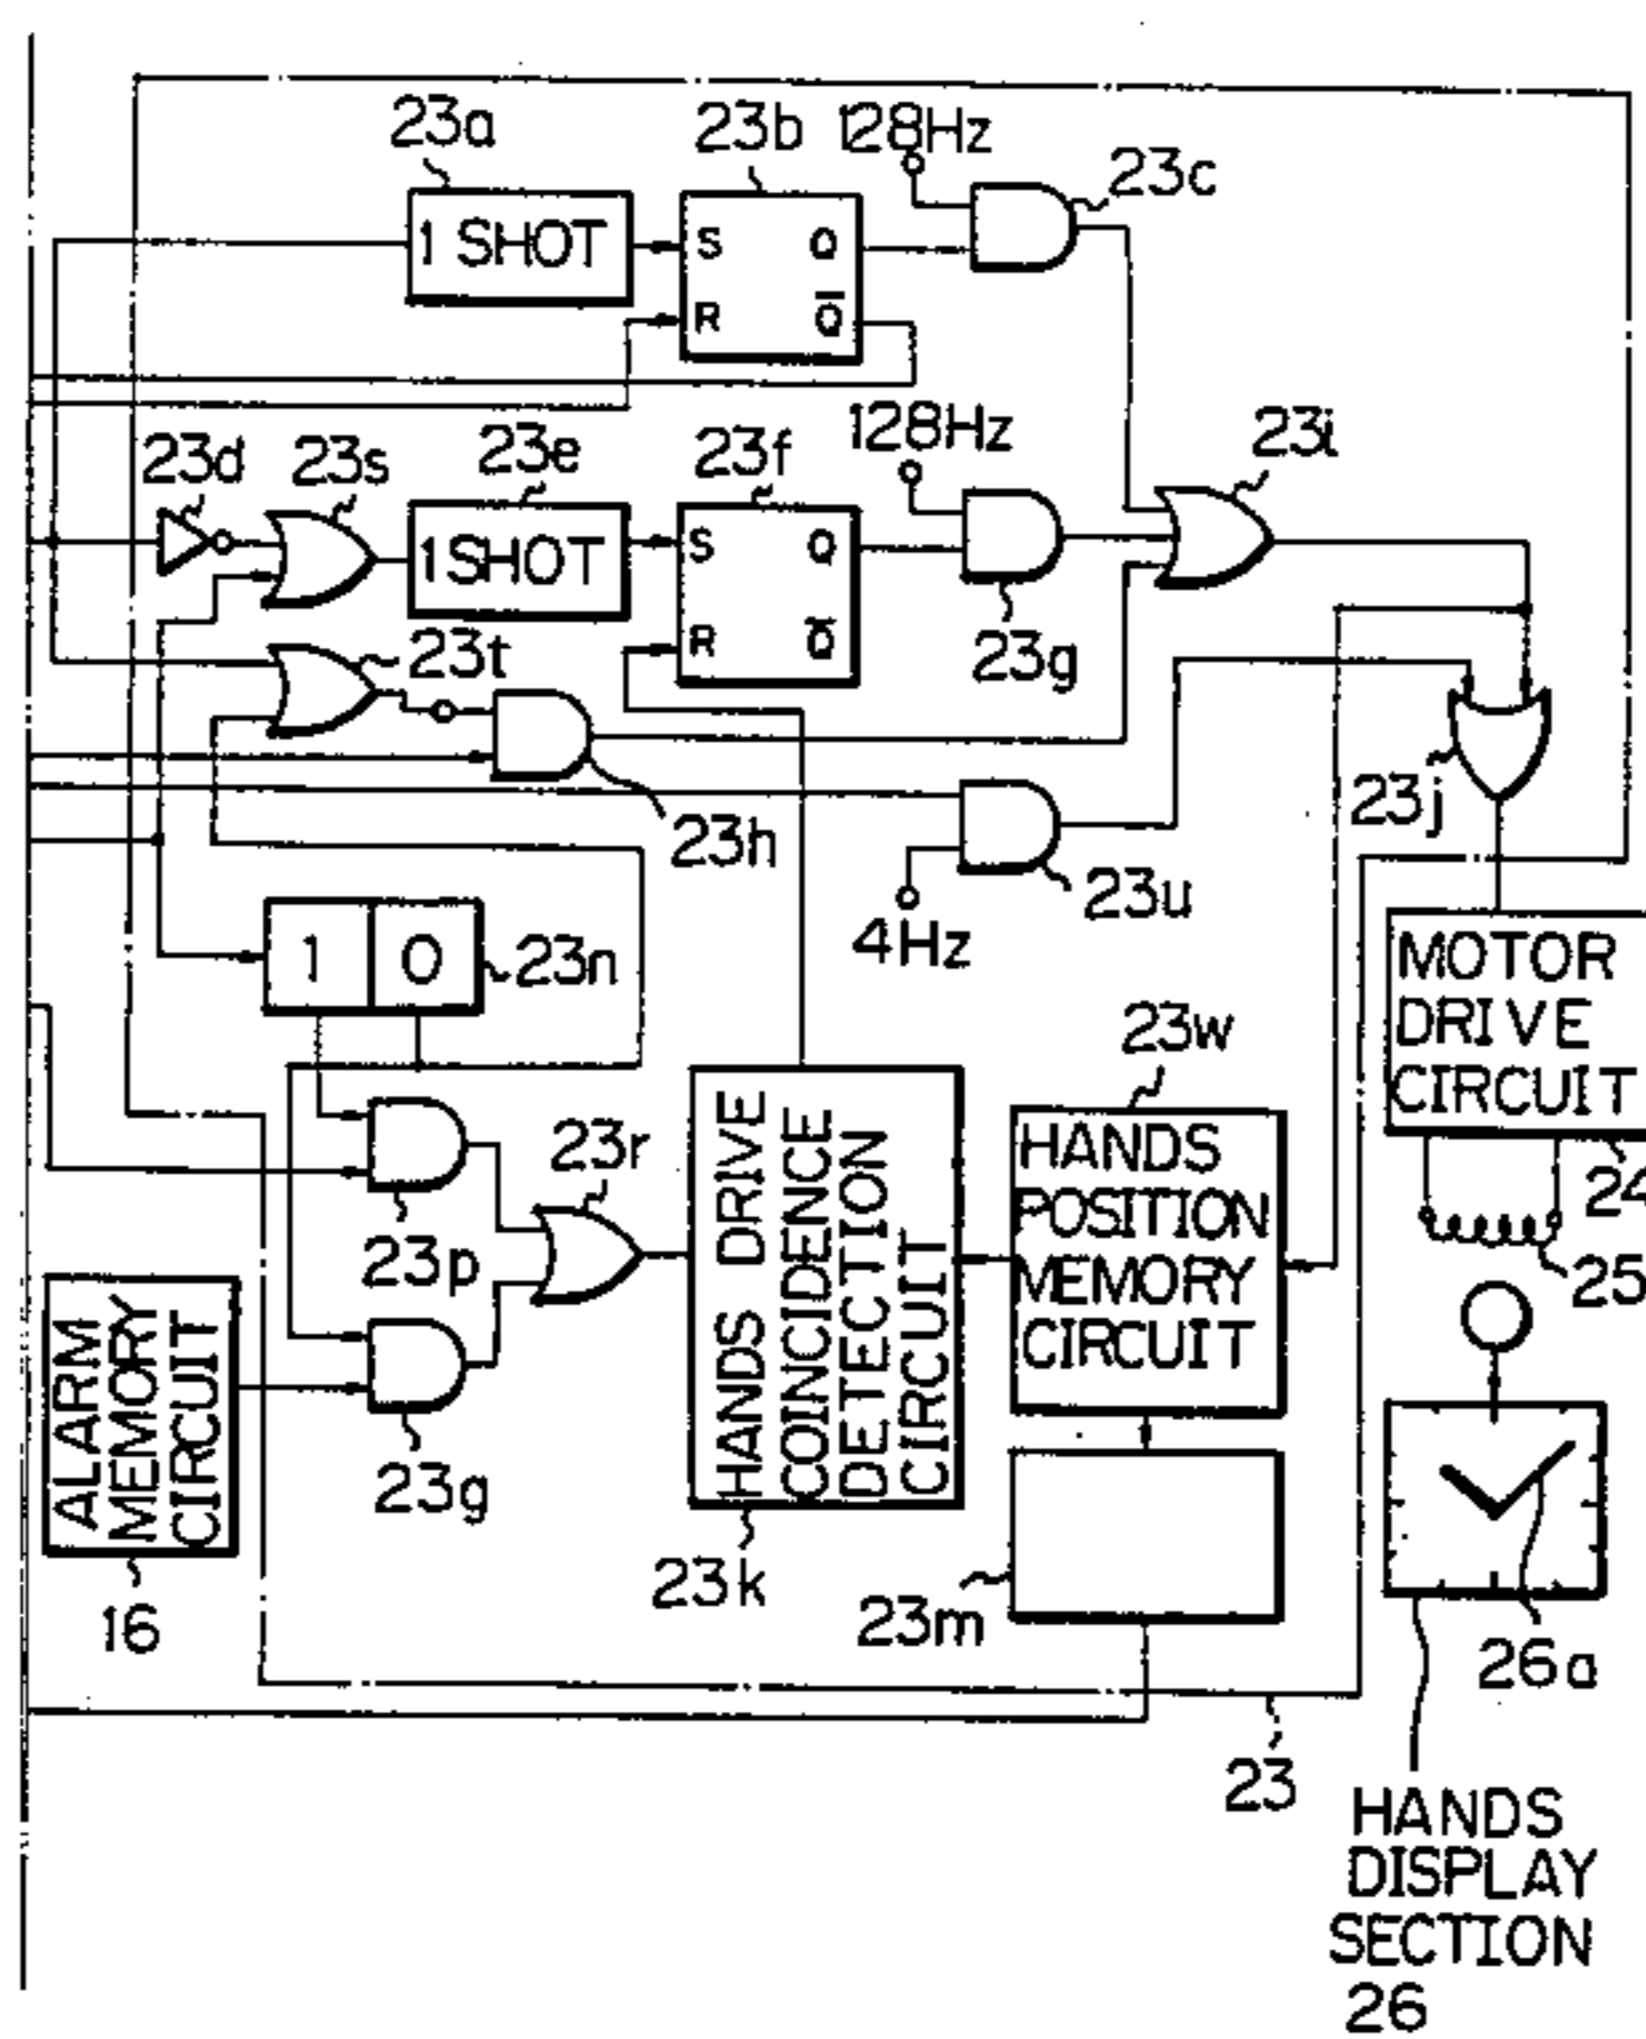 23a
23b
128Hz
23c
1 SHOT
S
Q
R
Q̅
23d
23s
23e
23f
128Hz
23i
1 SHOT
S
Q
R
Q̅
23t
23g
23h
23j
4Hz
23u
1
0
23n
MOTOR
DRIVE
CIRCUIT
24
23w
23p
23r
HANDS DRIVE
COINCIDENCE
DETECTION
CIRCUIT
HANDS
POSITION
MEMORY
CIRCUIT
25
ALARM
MEMORY
CIRCUIT
23g
16
23k
23m
26a
23
HANDS
DISPLAY
SECTION
26